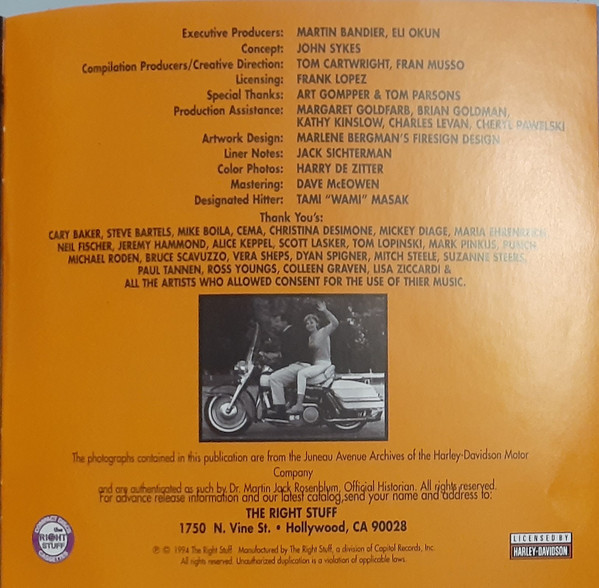 Executive Producers: MARTIN BANDIER, ELI OKUN
Concept: JOHN SYKES
Compilation Producers/Creative Direction: TOM CARTWRIGHT, FRAN MUSSO
Licensing: FRANK LOPEZ
Special Thanks: ART GOMPPER & TOM PARSONS
Production Assistance: MARGARET GOLDFARB, BRIAN GOLDMAN,
KATHY KINSLOW, CHARLES LEVAN, CHERYL PAWELSKI
Artwork Design: MARLENE BERGMAN'S FIRESIGN DESIGN
Liner Notes: JACK SICHTERMAN
Color Photos: HARRY DE ZITTER
Mastering: DAVE McEOWEN
Designated Hitter: TAMI "WAMI" MASAK
Thank You's:
CARY BAKER, STEVE BARTELS, MIKE BOILA, CEMA, CHRISTINA DESIMONE, MICKEY DIAGE, MARIA
NEIL FISCHER, JEREMY HAMMOND, ALICE KEPPEL, SCOTT LASKER, TOM LOPINSKI, MARK PINKUS, PUNCH
MICHAEL RODEN, BRUCE SCAVUZZO, VERA SHEPS, DYAN SPIGNER, MITCH STEELE, SUZANNE STEERS,
PAUL TANNEN, ROSS YOUNGS, COLLEEN GRAVEN, LISA ZICCARDI &
ALL THE ARTISTS WHO ALLOWED CONSENT FOR THE USE OF THIER MUSIC.
The photographs contained in this publication are from the Juneau Avenue Archives of the Harley-Davidson Motor
Company
and are authenticated as such by Dr. Martin Jack Rosenblum, Official Historian. All rights reserved.
For advance release information and our latest catalog,send your name and address to:
THE RIGHT STUFF
1750 N. Vine St. • Hollywood, CA 90028
℗ © 1994 The Right Stuff Manufactured by The Right Stuff, a division of Capitol Records, Inc.
All rights reserved. Unauthorized duplication is a violation of applicable laws.
the
RIGHT
STUFF
LICENSED BY
HARLEY-DAVIDSON